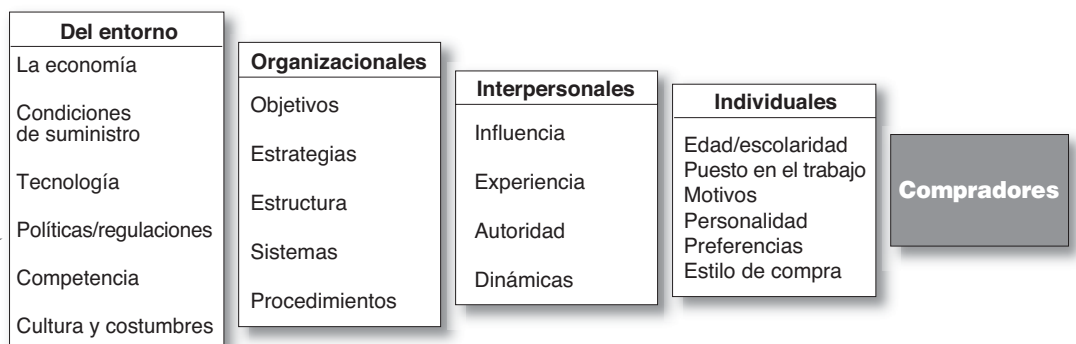 Del entorno
La economía
Condiciones
de suministro
Tecnología
Políticas/regulaciones
Competencia
Cultura y costumbres
Organizacionales
Objetivos
Estrategias
Estructura
Sistemas
Procedimientos
Interpersonales
Influencia
Experiencia
Autoridad
Dinámicas
Individuales
Edad/escolaridad
Puesto en el trabajo
Motivos
Personalidad
Preferencias
Estilo de compra
Compradores